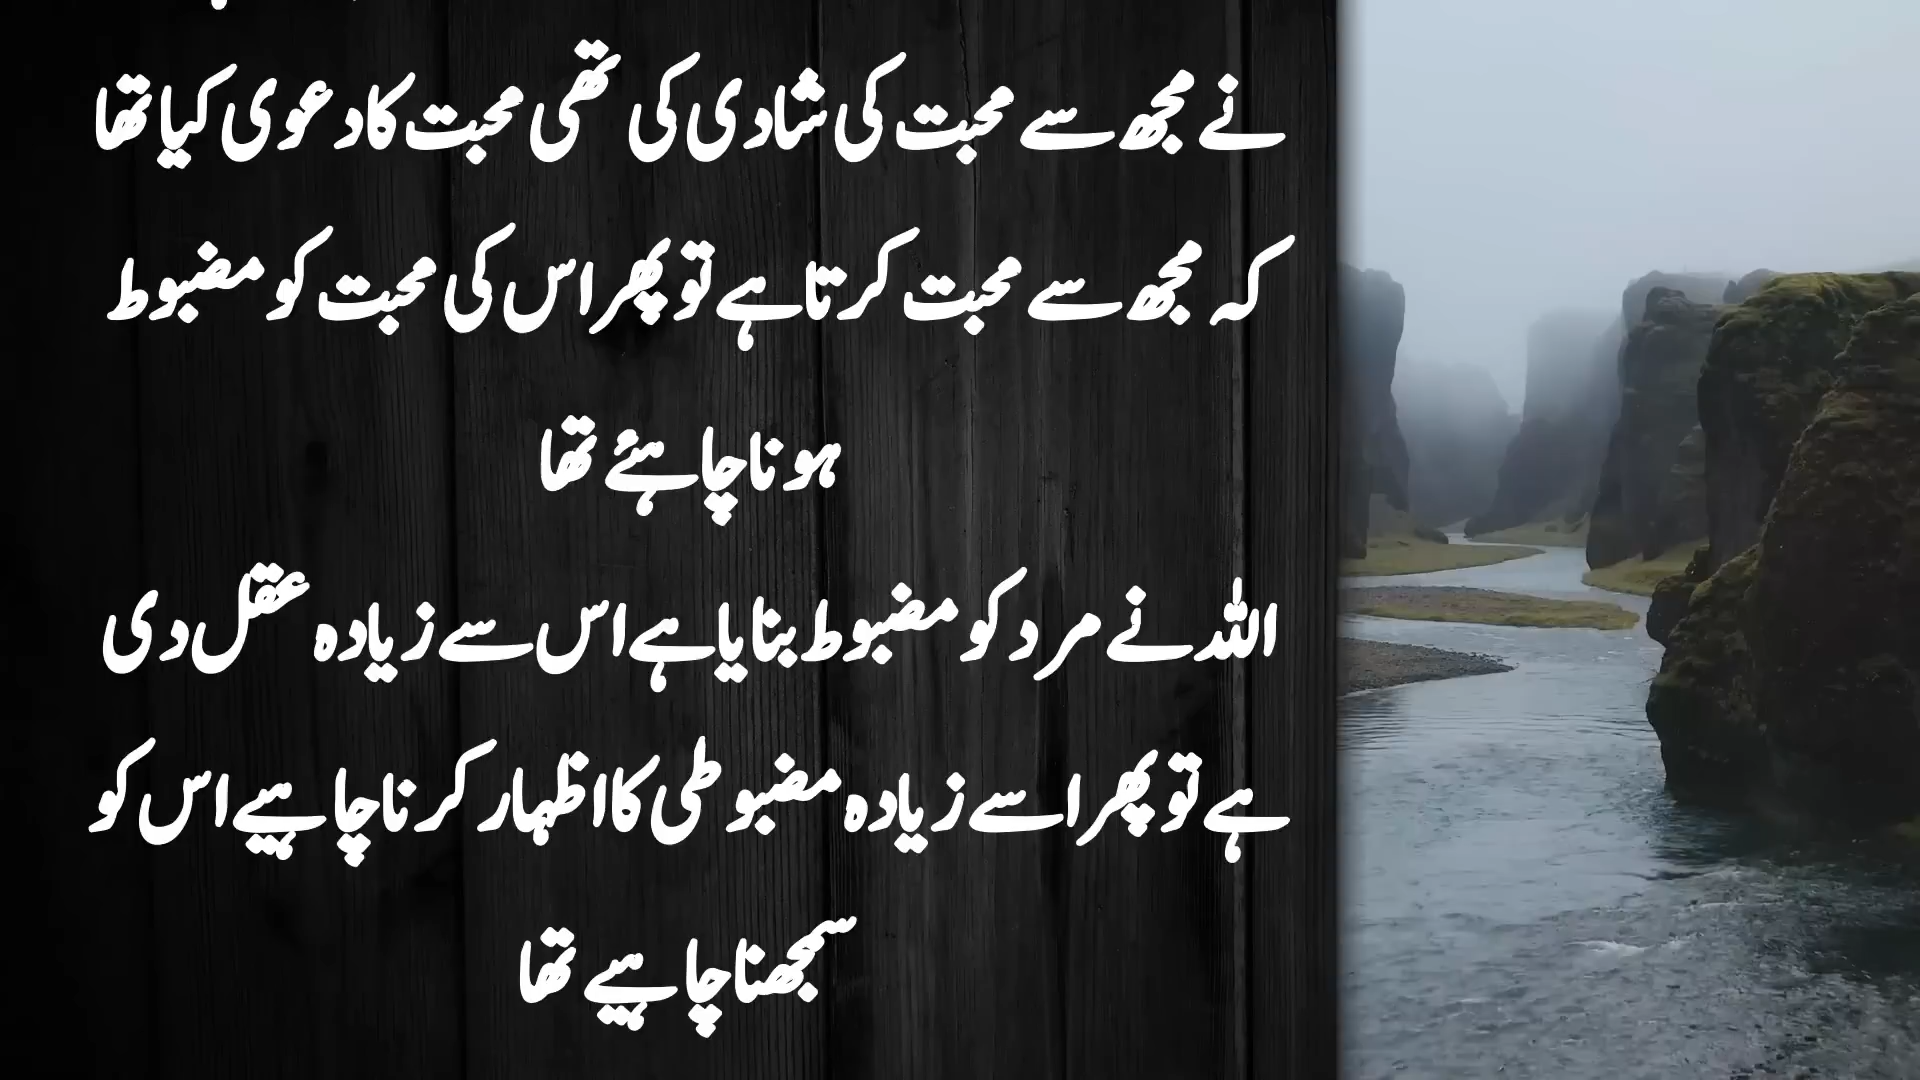 نے مجھ سے محبت کی شادی کی تھی محبت کا دعوی کیا تھا
کہ مجھ سے محبت کرتا ہے تو پھر اس کی محبت کو مضبوط
ہونا چاہئے تھا
اللہ نے مرد کو مضبوط بنایا ہے اس سے زیادہ عقل دی
ہے تو پھر اسے زیادہ مضبوطی کا اظہار کرنا چاہیے اس کو
سمجھنا چاہیے تھا